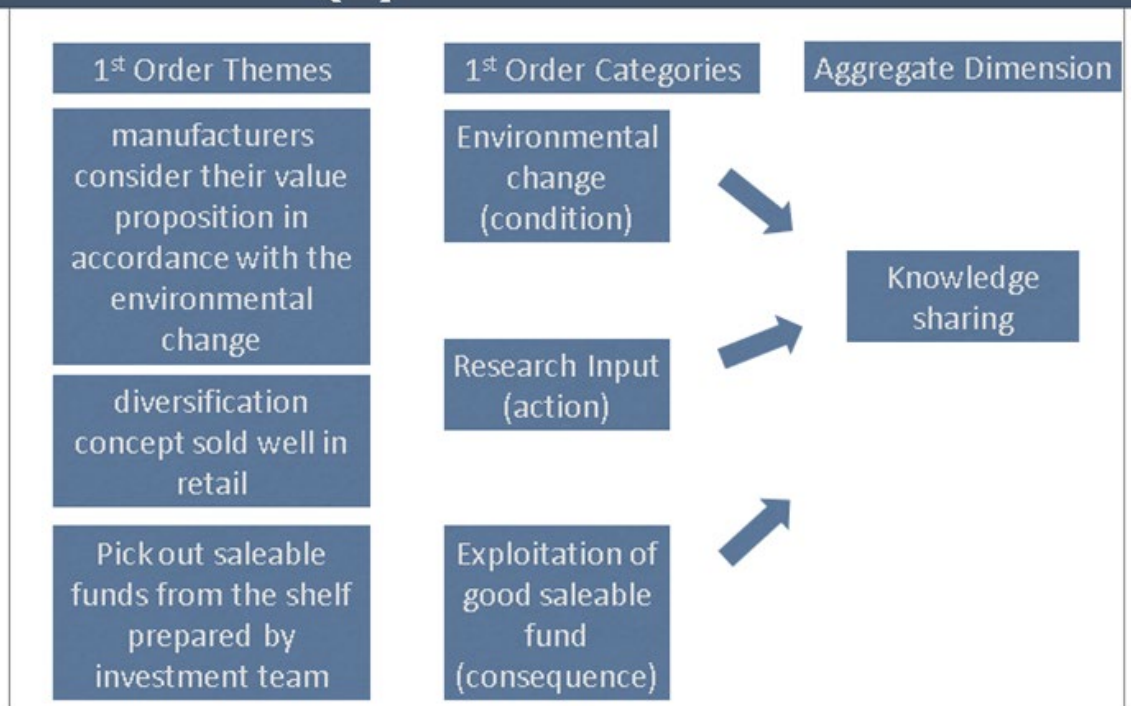 1st Order Themes
1st Order Categories
Aggregate Dimension
manufacturers
consider their value
proposition in
accordance with the
environmental
change
diversification
concept sold well in
retail
Pick out saleable
funds from the shelf
prepared by
investment team
Environmental
change
(condition)
Research Input
(action)
Exploitation of
good saleable
fund
(consequence)
Knowledge
sharing